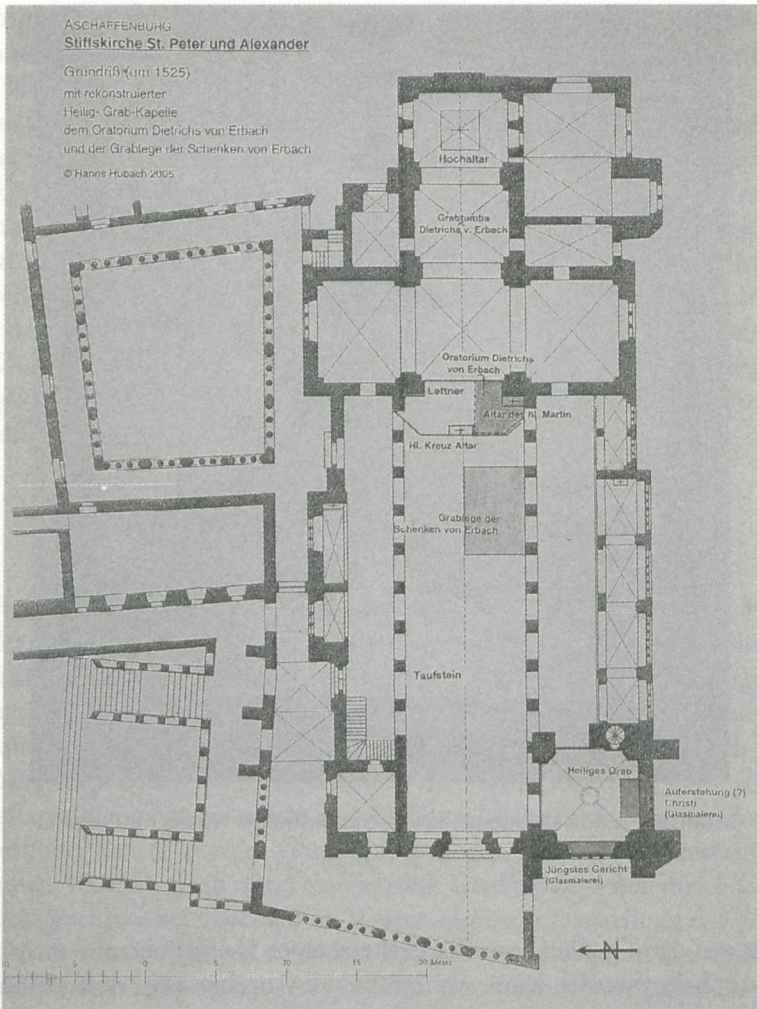 ASCHAFFENBURG
Stiftskirche St. Peter und Alexander
Grundriß (um 1525)
mit rekonstruierter
Heilig-Grab-Kapelle
dem Oratorium Dietrichs von Erbach
und der Grablege der Schenken von Erbach
© Hanns Hubach 2005
Hochaltar
Grabtumba
Dietrichs v. Erbach
Oratorium Dietrichs
von Erbach
Lettner
Altar des hl. Martin
Hl. Kreuz-Altar
Grablege der
Schenken von Erbach
Taufstein
Heiliges Grab
Auferstehung (?)
Christi
(Glasmalerei)
Jüngstes Gericht
(Glasmalerei)
N
0 5 10 15 20 Meter